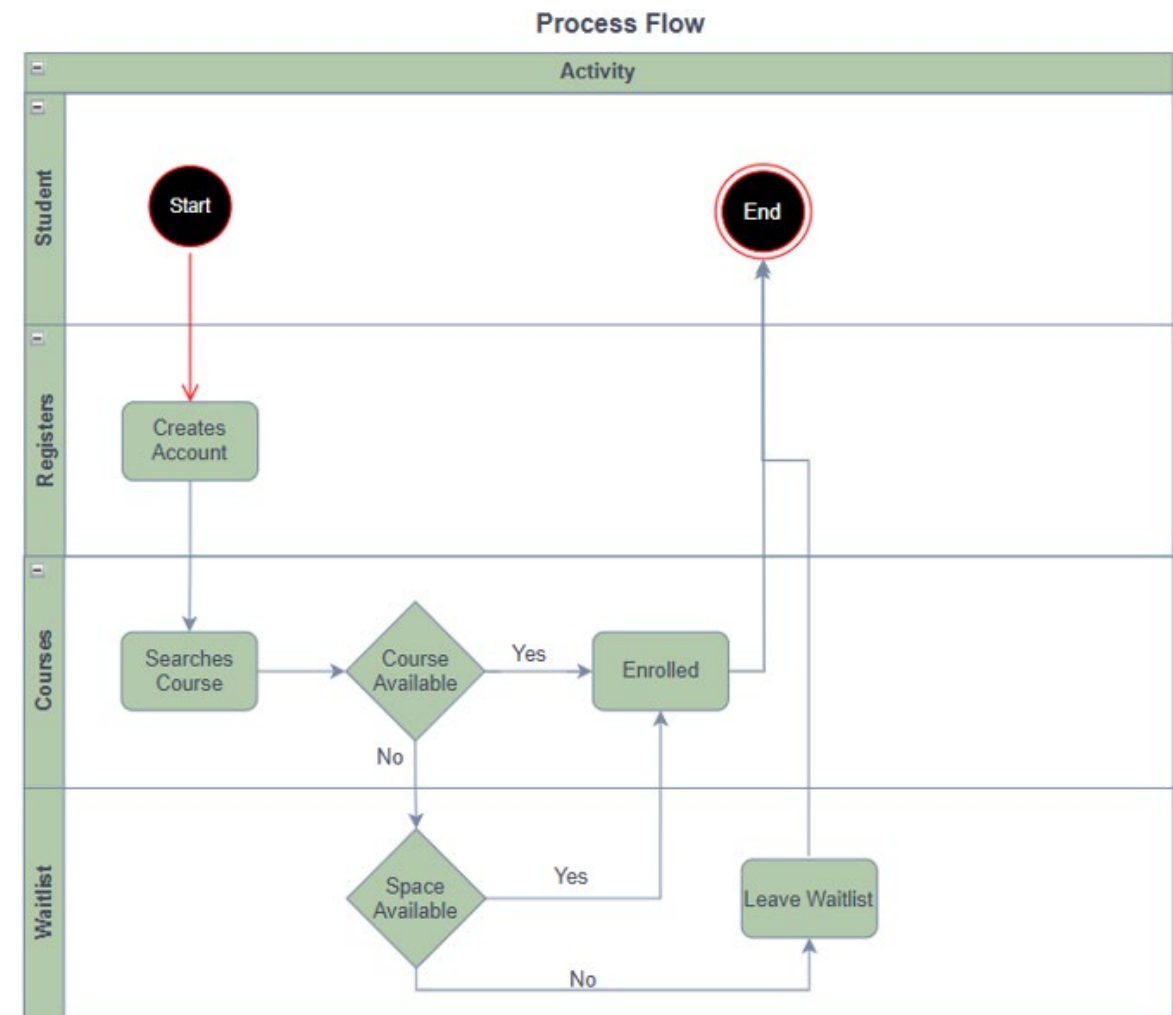 Process Flow
Activity
Student
Start
End
Registers
Creates
Account
Courses
Searches
Course
Course
Available
Yes
Enrolled
No
Waitlist
Space
Available
Yes
Leave Waitlist
No